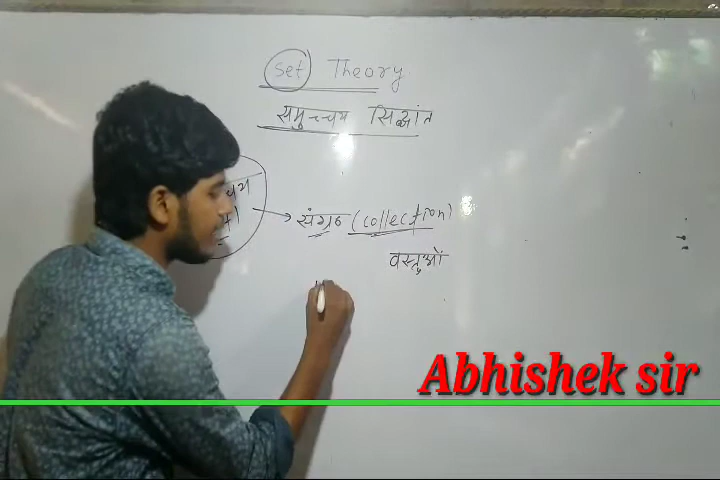 Set Theory
समुच्चय सिद्धांत
संग्रह (collection)
वस्तुओं
Abhishek sir